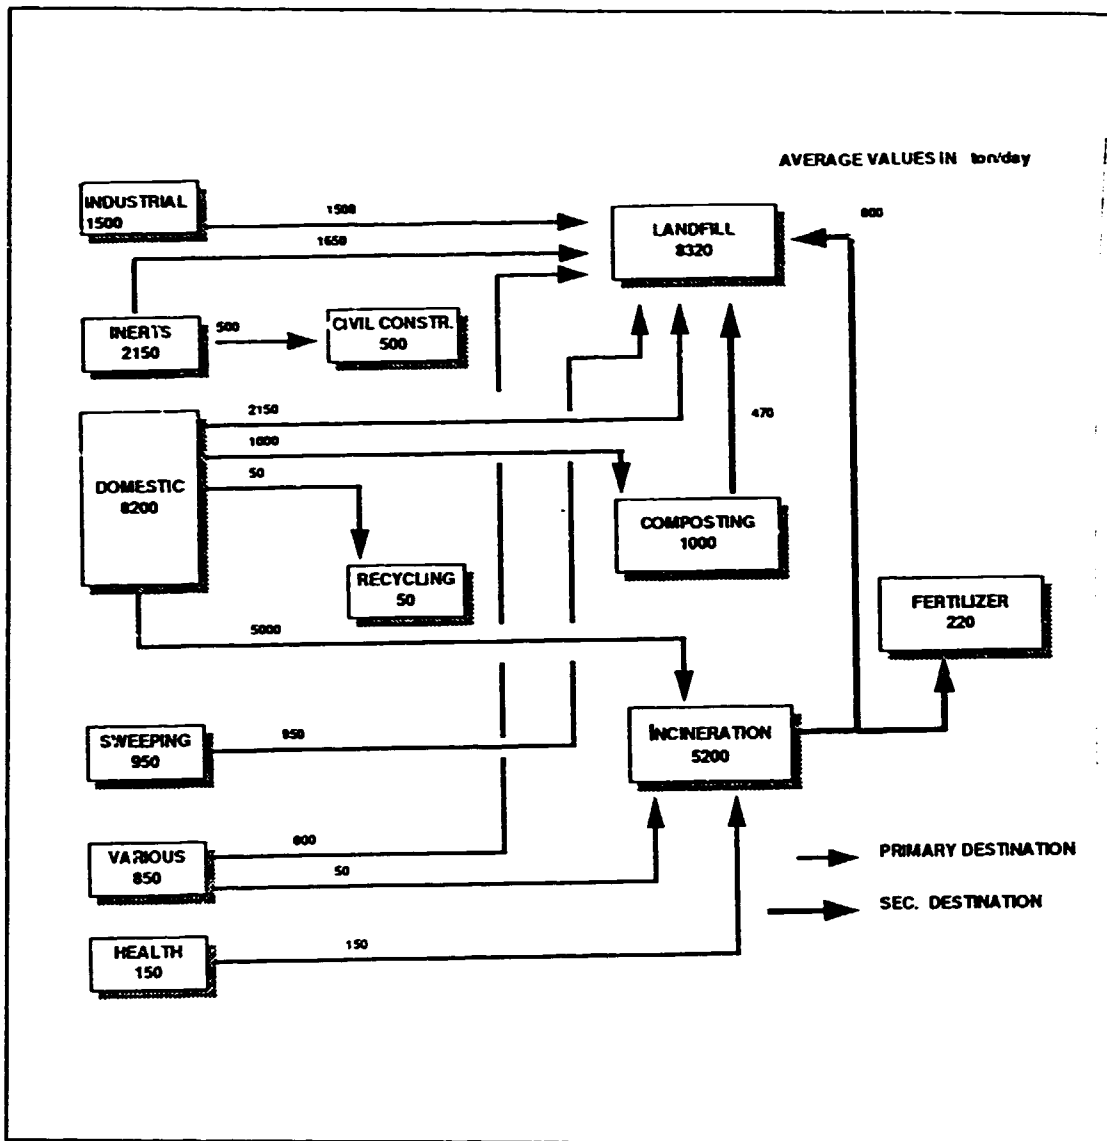 AVERAGE VALUES IN ton/day
INDUSTRIAL
1500
1500
LANDFILL
8320
800
1650
INERTS
2150
500
CIVIL CONSTR.
500
2150
1000
50
470
DOMESTIC
8200
COMPOSTING
1000
RECYCLING
50
FERTILIZER
220
5000
SWEEPING
950
950
INCINERATION
5200
VARIOUS
850
800
50
PRIMARY DESTINATION
SEC. DESTINATION
HEALTH
150
150